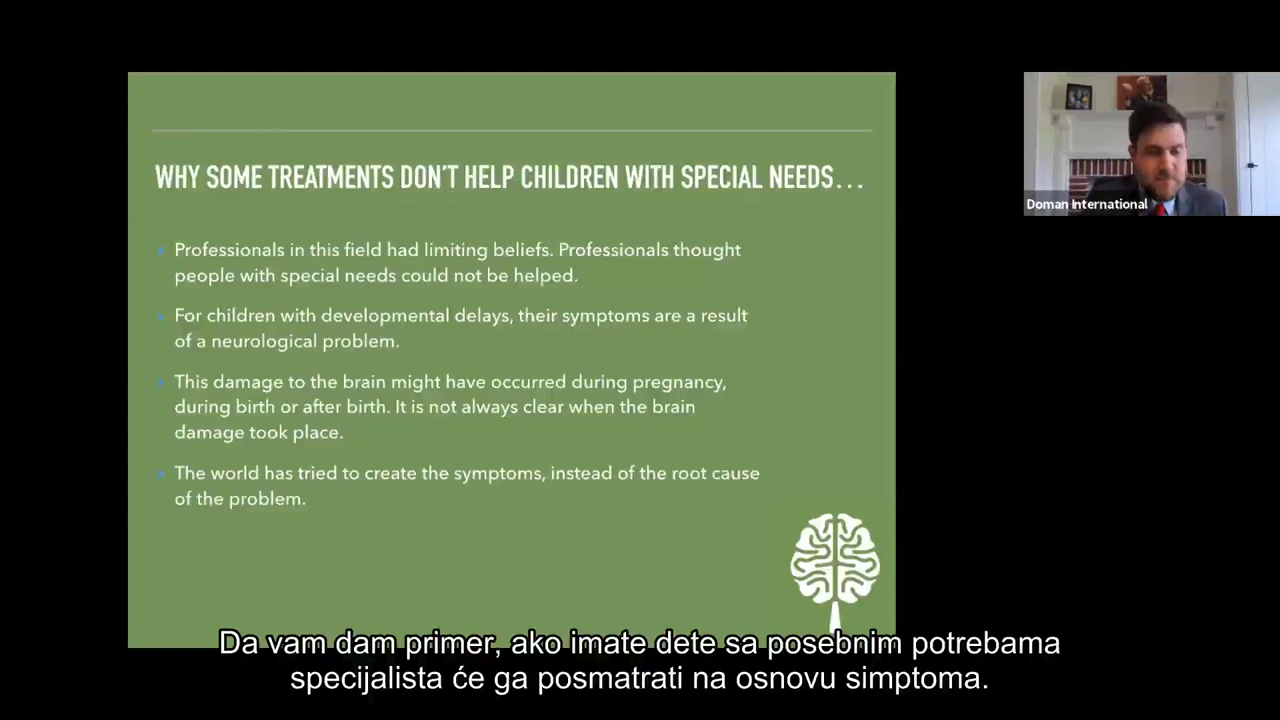 WHY SOME TREATMENTS DON'T HELP CHILDREN WITH SPECIAL NEEDS...
Professionals in this field had limiting beliefs. Professionals thought
people with special needs could not be helped.
For children with developmental delays, their symptoms are a result
of a neurological problem.
This damage to the brain might have occurred during pregnancy,
during birth or after birth. It is not always clear when the brain
damage took place.
The world has tried to create the symptoms, instead of the root cause
of the problem.
Doman International
Da vam dam primer, ako imate dete sa posebnim potrebama
specijalista će ga posmatrati na osnovu simptoma.